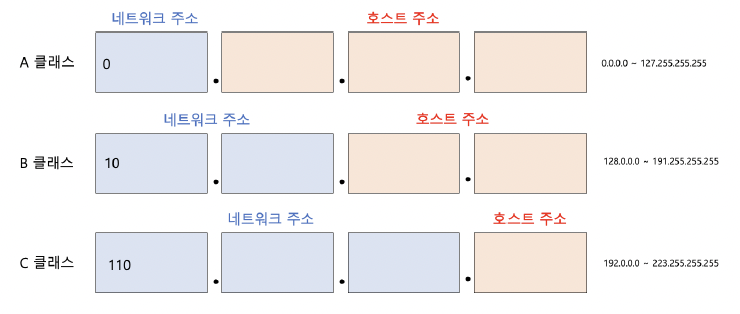 네트워크 주소 호스트 주소
A 클래스 0 . . . 0.0.0.0 ~ 127.255.255.255
네트워크 주소 호스트 주소
B 클래스 10 . . . 128.0.0.0 ~ 191.255.255.255
네트워크 주소 호스트 주소
C 클래스 110 . . . 192.0.0.0 ~ 223.255.255.255